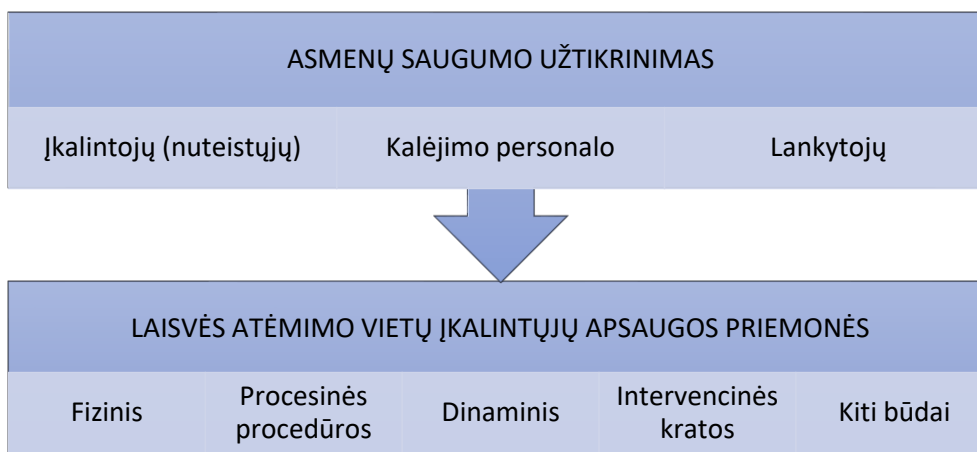 ASMENŲ SAUGUMO UŽTIKRINIMAS
Įkalintojų (nuteistųjų)
Kalėjimo personalo
Lankytojų
LAISVĖS ATĖMIMO VIETŲ ĮKALINTŲJŲ APSAUGOS PRIEMONĖS
Fizinis
Procesinės
procedūros
Dinaminis
Intervencinės
kratos
Kiti būdai